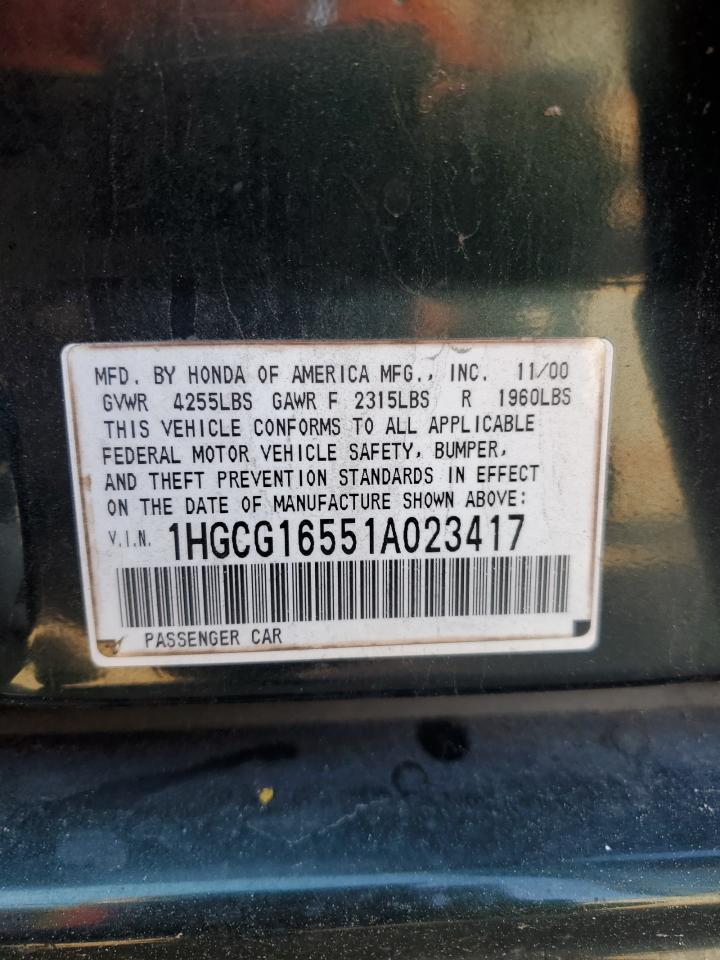 MFD. BY HONDA OF AMERICA MFG., INC. 11/00
GVWR 4255LBS GAWR F 2315LBS R 1960LBS
THIS VEHICLE CONFORMS TO ALL APPLICABLE
FEDERAL MOTOR VEHICLE SAFETY, BUMPER,
AND THEFT PREVENTION STANDARDS IN EFFECT
ON THE DATE OF MANUFACTURE SHOWN ABOVE:
V.I.N. 1HGCG16551A023417
PASSENGER CAR